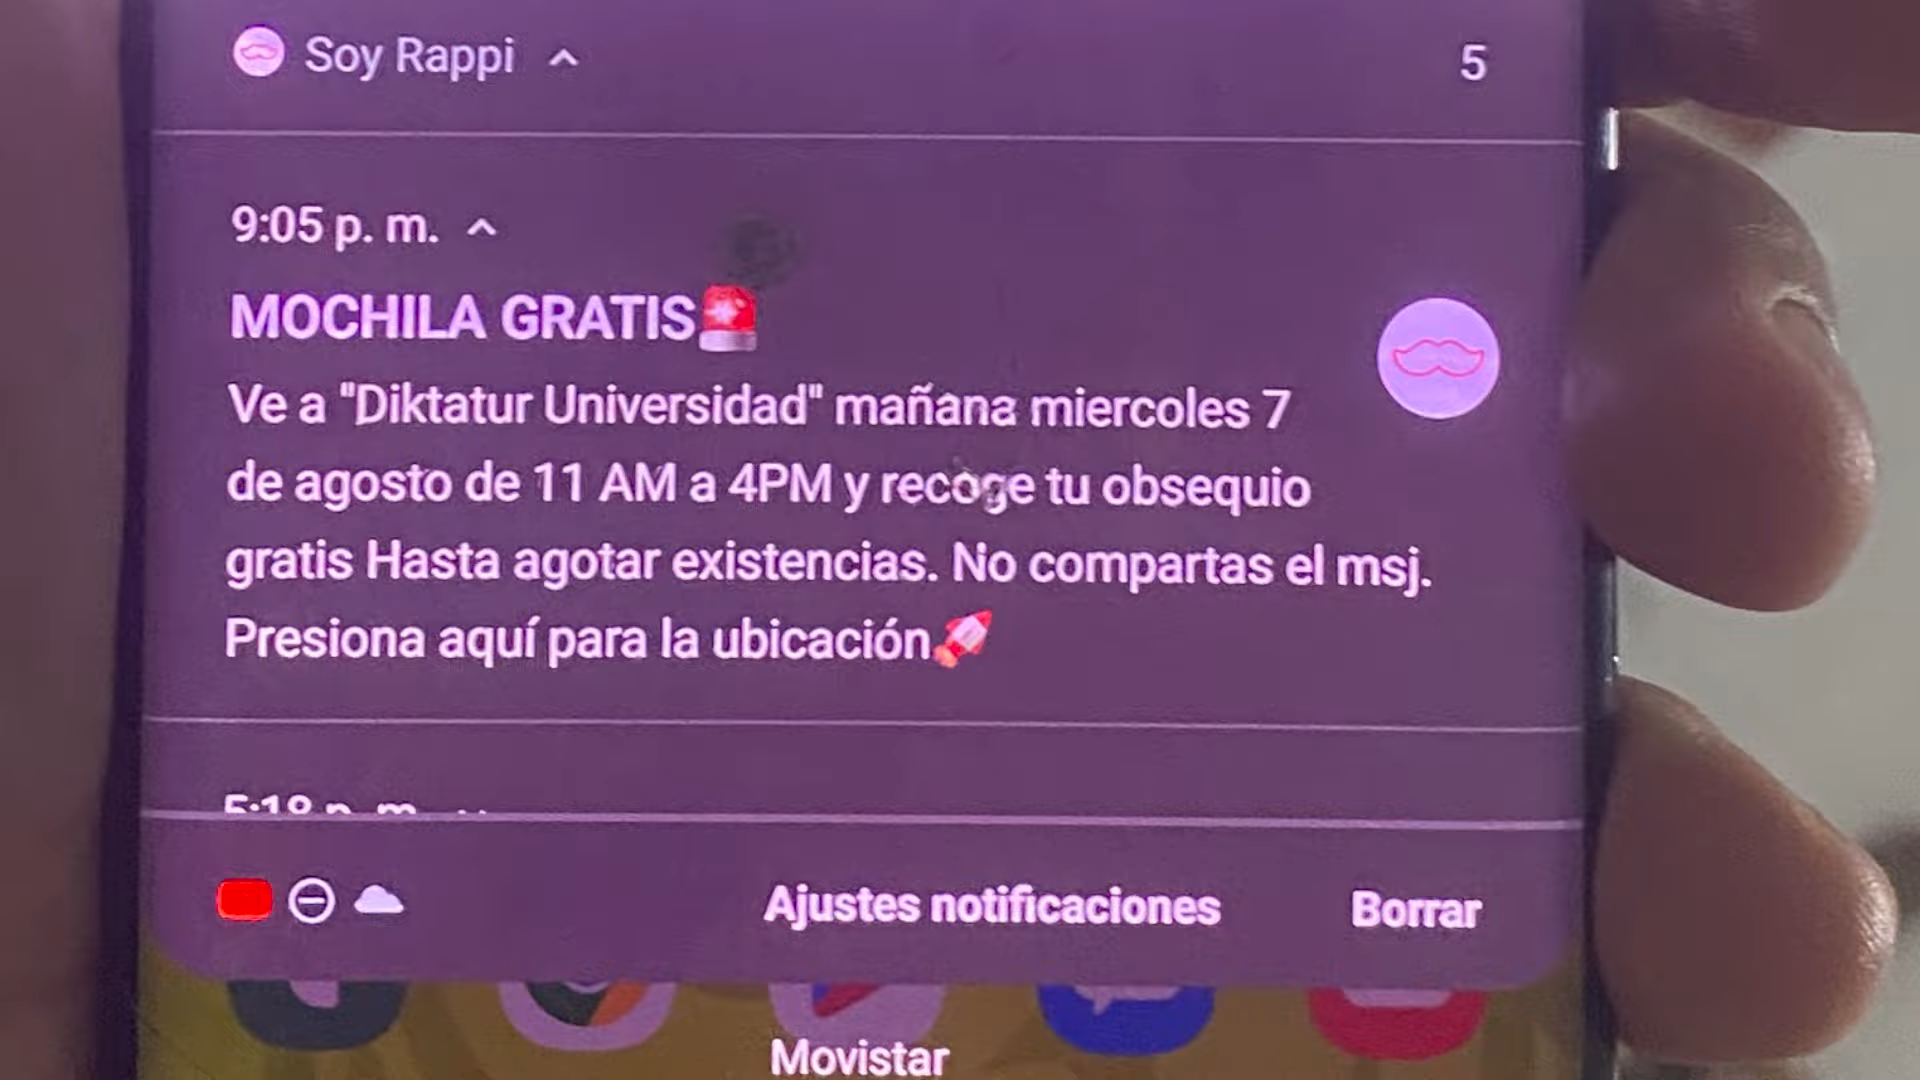 Soy Rappi
5
9:05 p. m.
MOCHILA GRATIS🚨
Ve a "Diktatur Universidad" mañana miercoles 7
de agosto de 11 AM a 4PM y recoge tu obsequio
gratis Hasta agotar existencias. No compartas el msj.
Presiona aquí para la ubicación🚀
5:18 p. m.
Ajustes notificaciones
Borrar
Movistar